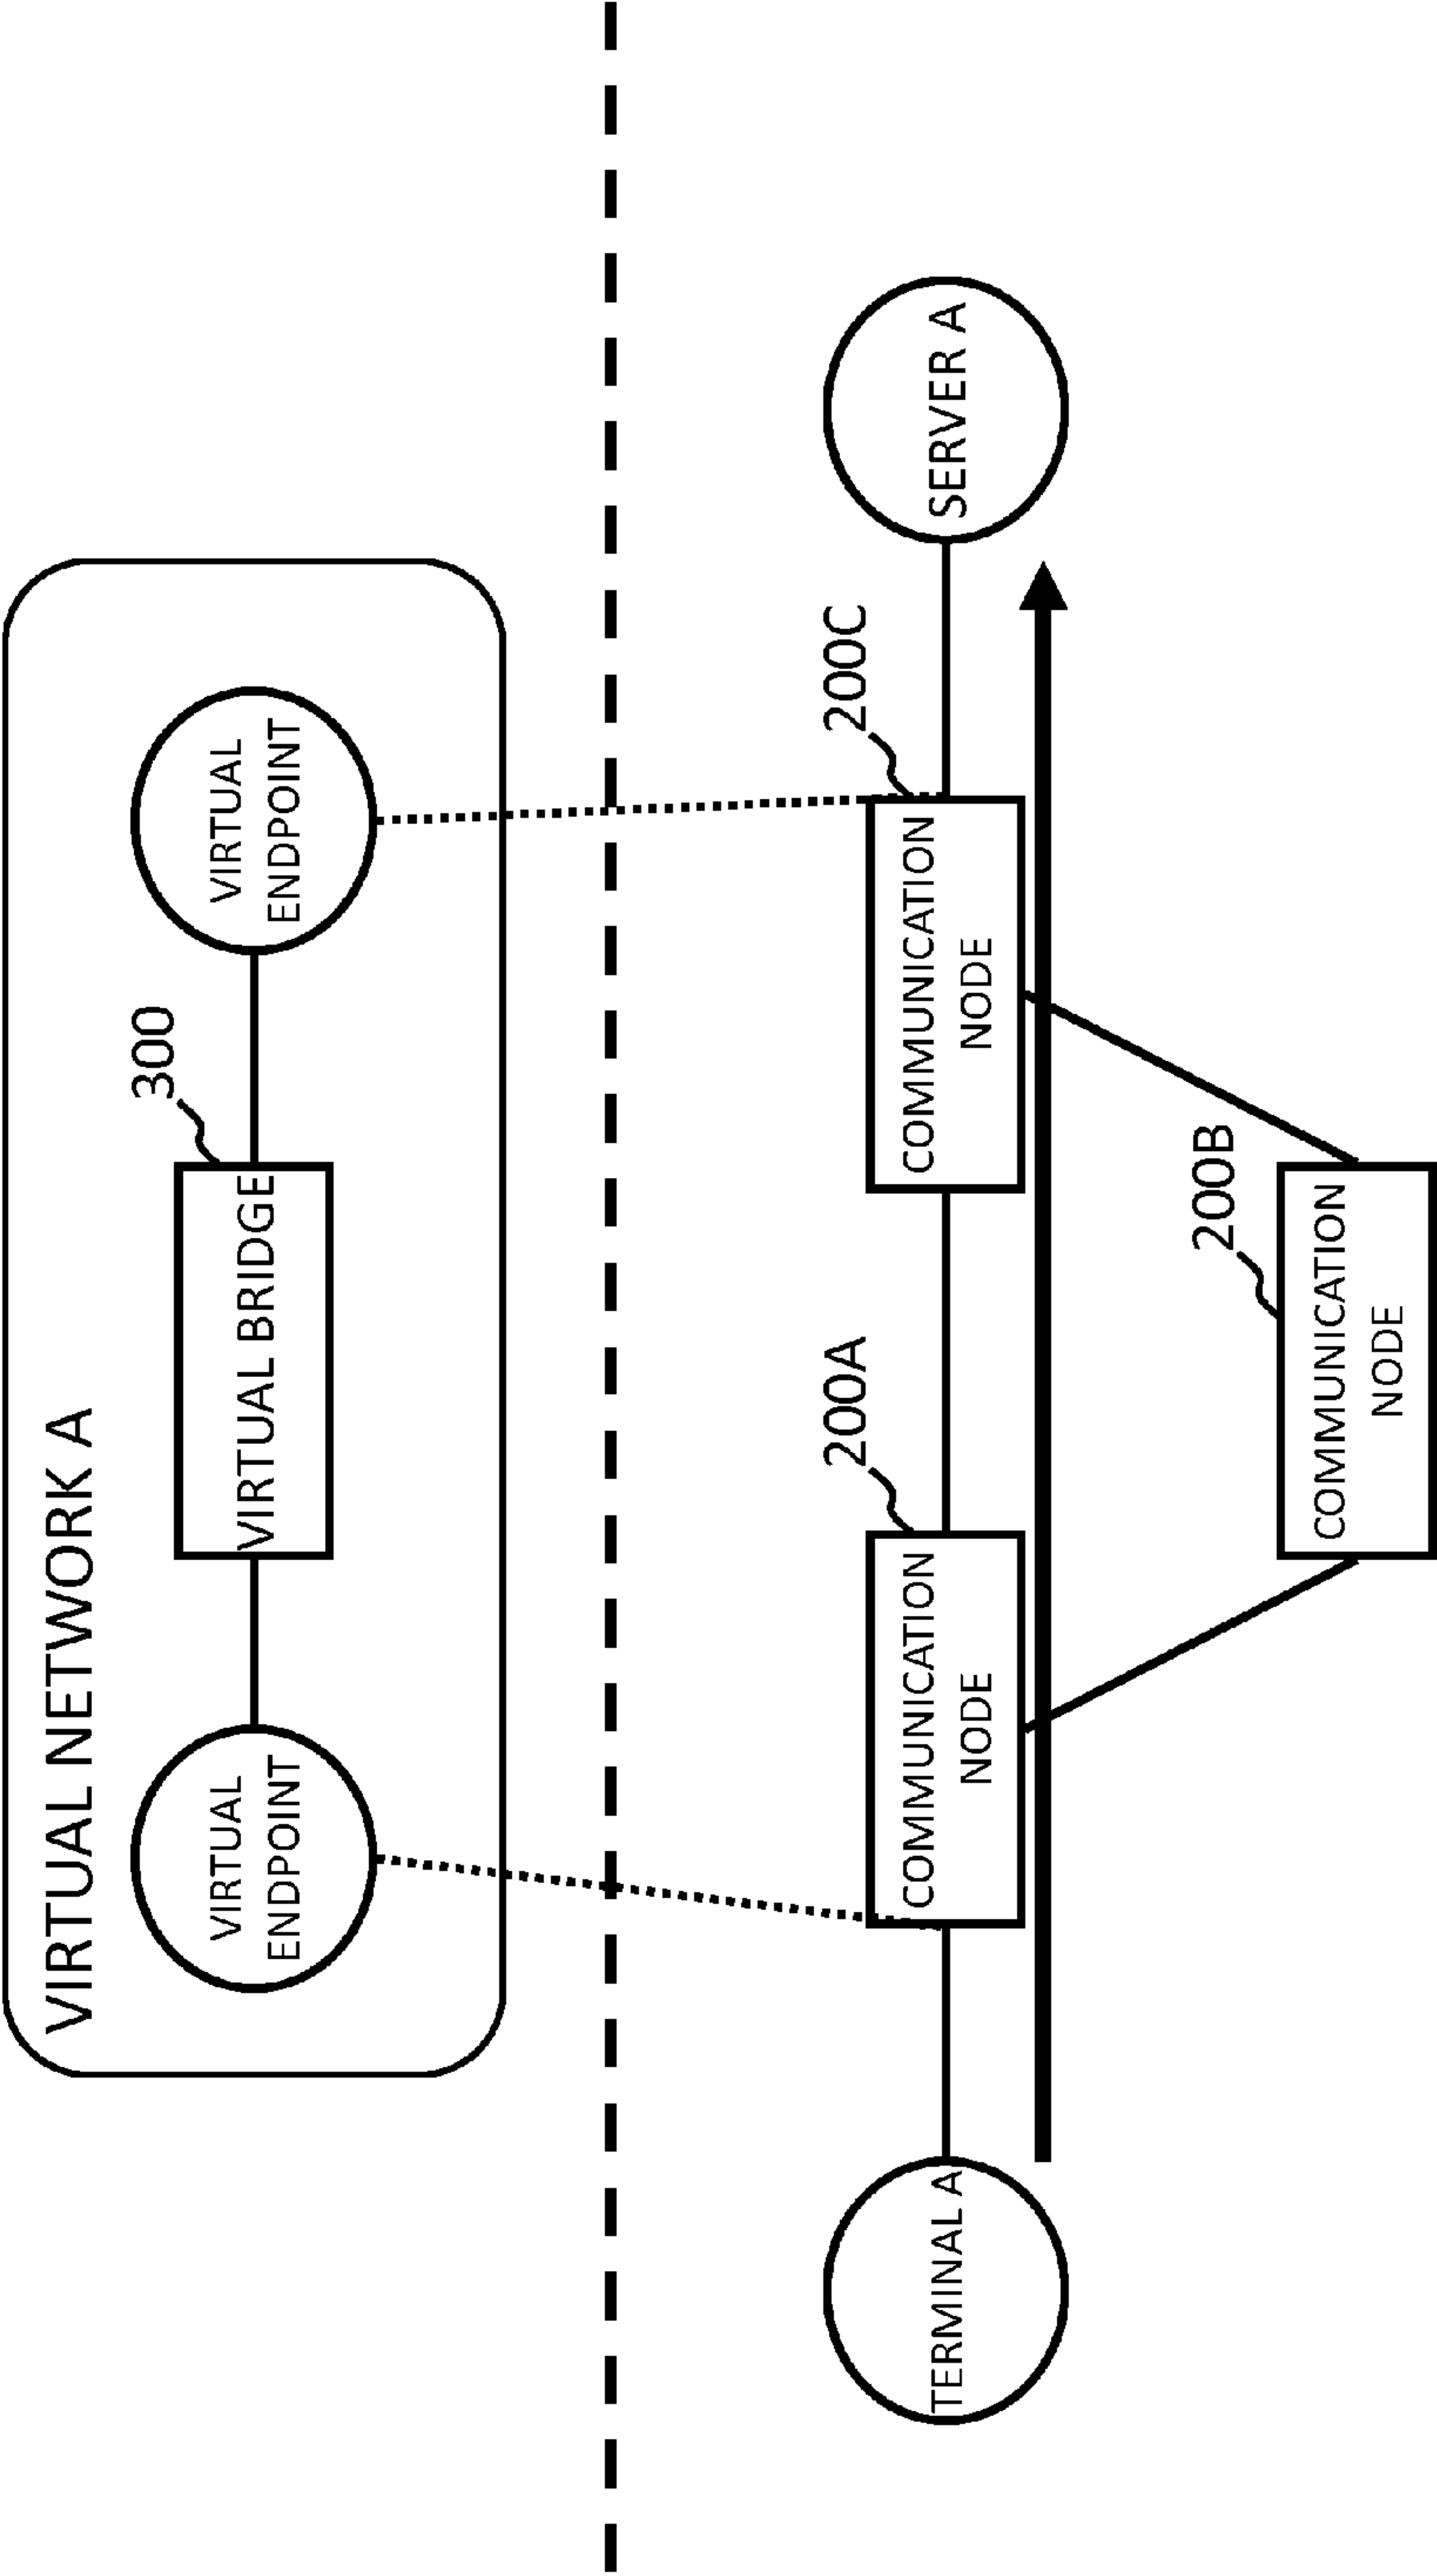 VIRTUAL NETWORK A
300
VIRTUAL
ENDPOINT
VIRTUAL BRIDGE
VIRTUAL
ENDPOINT
200A
200C
TERMINAL A
COMMUNICATION
NODE
COMMUNICATION
NODE
SERVER A
200B
COMMUNICATION
NODE